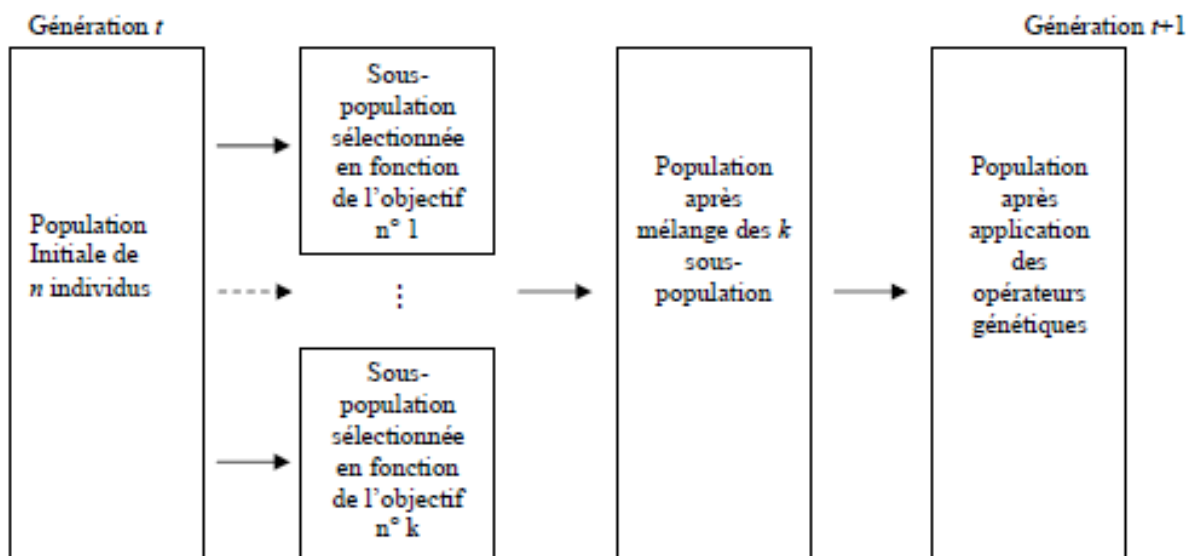 Génération t
Génération t+1
Population
Initiale de
n individus
Sous-
population
sélectionnée
en fonction
de l'objectif
n° 1
⋮
Sous-
population
sélectionnée
en fonction
de l'objectif
n° k
Population
après
mélange des k
sous-
population
Population
après
application
des
opérateurs
génétiques